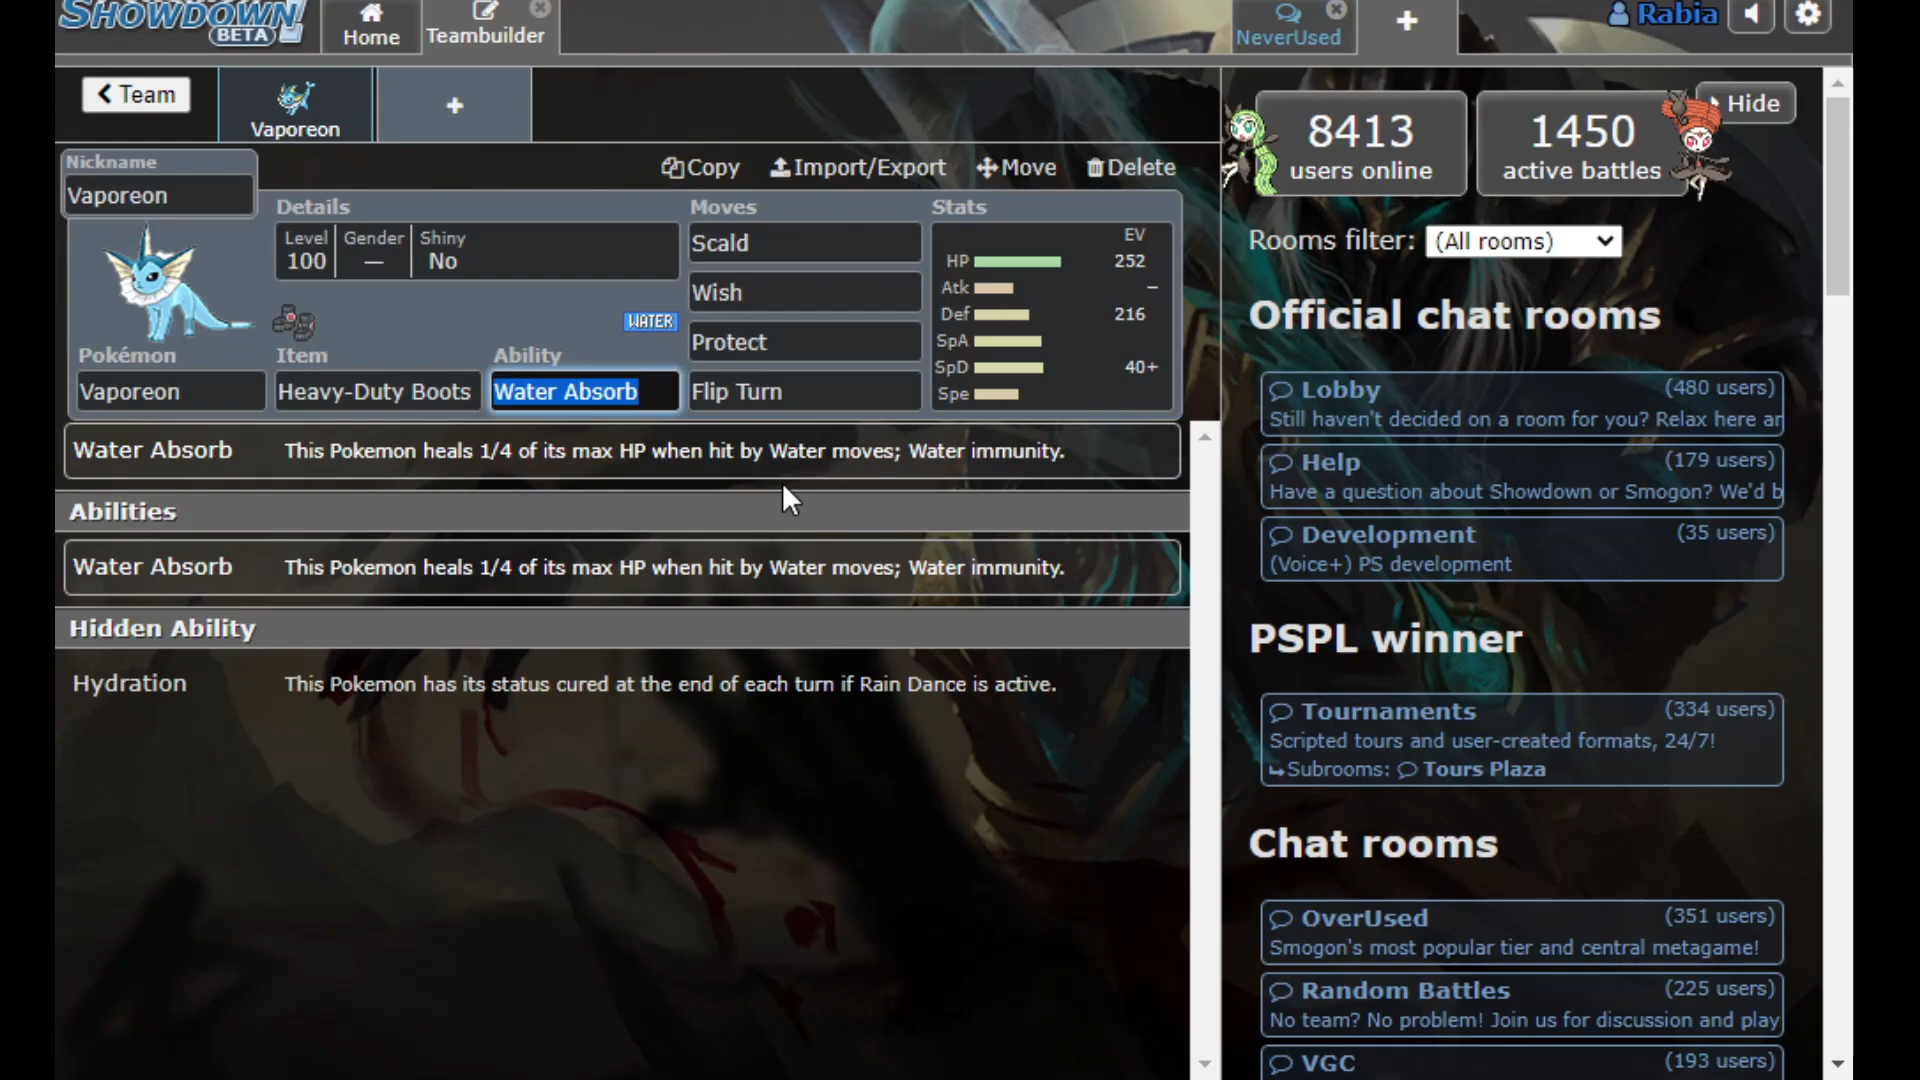 SHOWDOWN!
BETA
Home
Teambuilder
NeverUsed
+
Rabia
Team
Vaporeon
+
8413
users online
1450
active battles
Hide
Nickname
Vaporeon
Copy
Import/Export
Move
Delete
Details
Level
100
Gender
—
Shiny
No
WATER
Pokémon
Vaporeon
Item
Heavy-Duty Boots
Ability
Water Absorb
Moves
Scald
Wish
Protect
Flip Turn
Stats
EV
HP 252
Atk –
Def 216
SpA
SpD 40+
Spe
Water Absorb This Pokemon heals 1/4 of its max HP when hit by Water moves; Water immunity.
Abilities
Water Absorb This Pokemon heals 1/4 of its max HP when hit by Water moves; Water immunity.
Hidden Ability
Hydration This Pokemon has its status cured at the end of each turn if Rain Dance is active.
Rooms filter: (All rooms)
Official chat rooms
Lobby (480 users)
Still haven't decided on a room for you? Relax here ar
Help (179 users)
Have a question about Showdown or Smogon? We'd b
Development (35 users)
(Voice+) PS development
PSPL winner
Tournaments (334 users)
Scripted tours and user-created formats, 24/7!
Subrooms: Tours Plaza
Chat rooms
OverUsed (351 users)
Smogon's most popular tier and central metagame!
Random Battles (225 users)
No team? No problem! Join us for discussion and play
VGC (193 users)